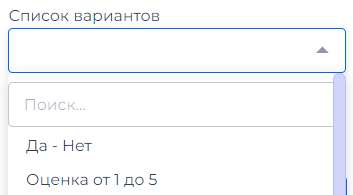 Список вариантов
Поиск...
Да - Нет
Оценка от 1 до 5